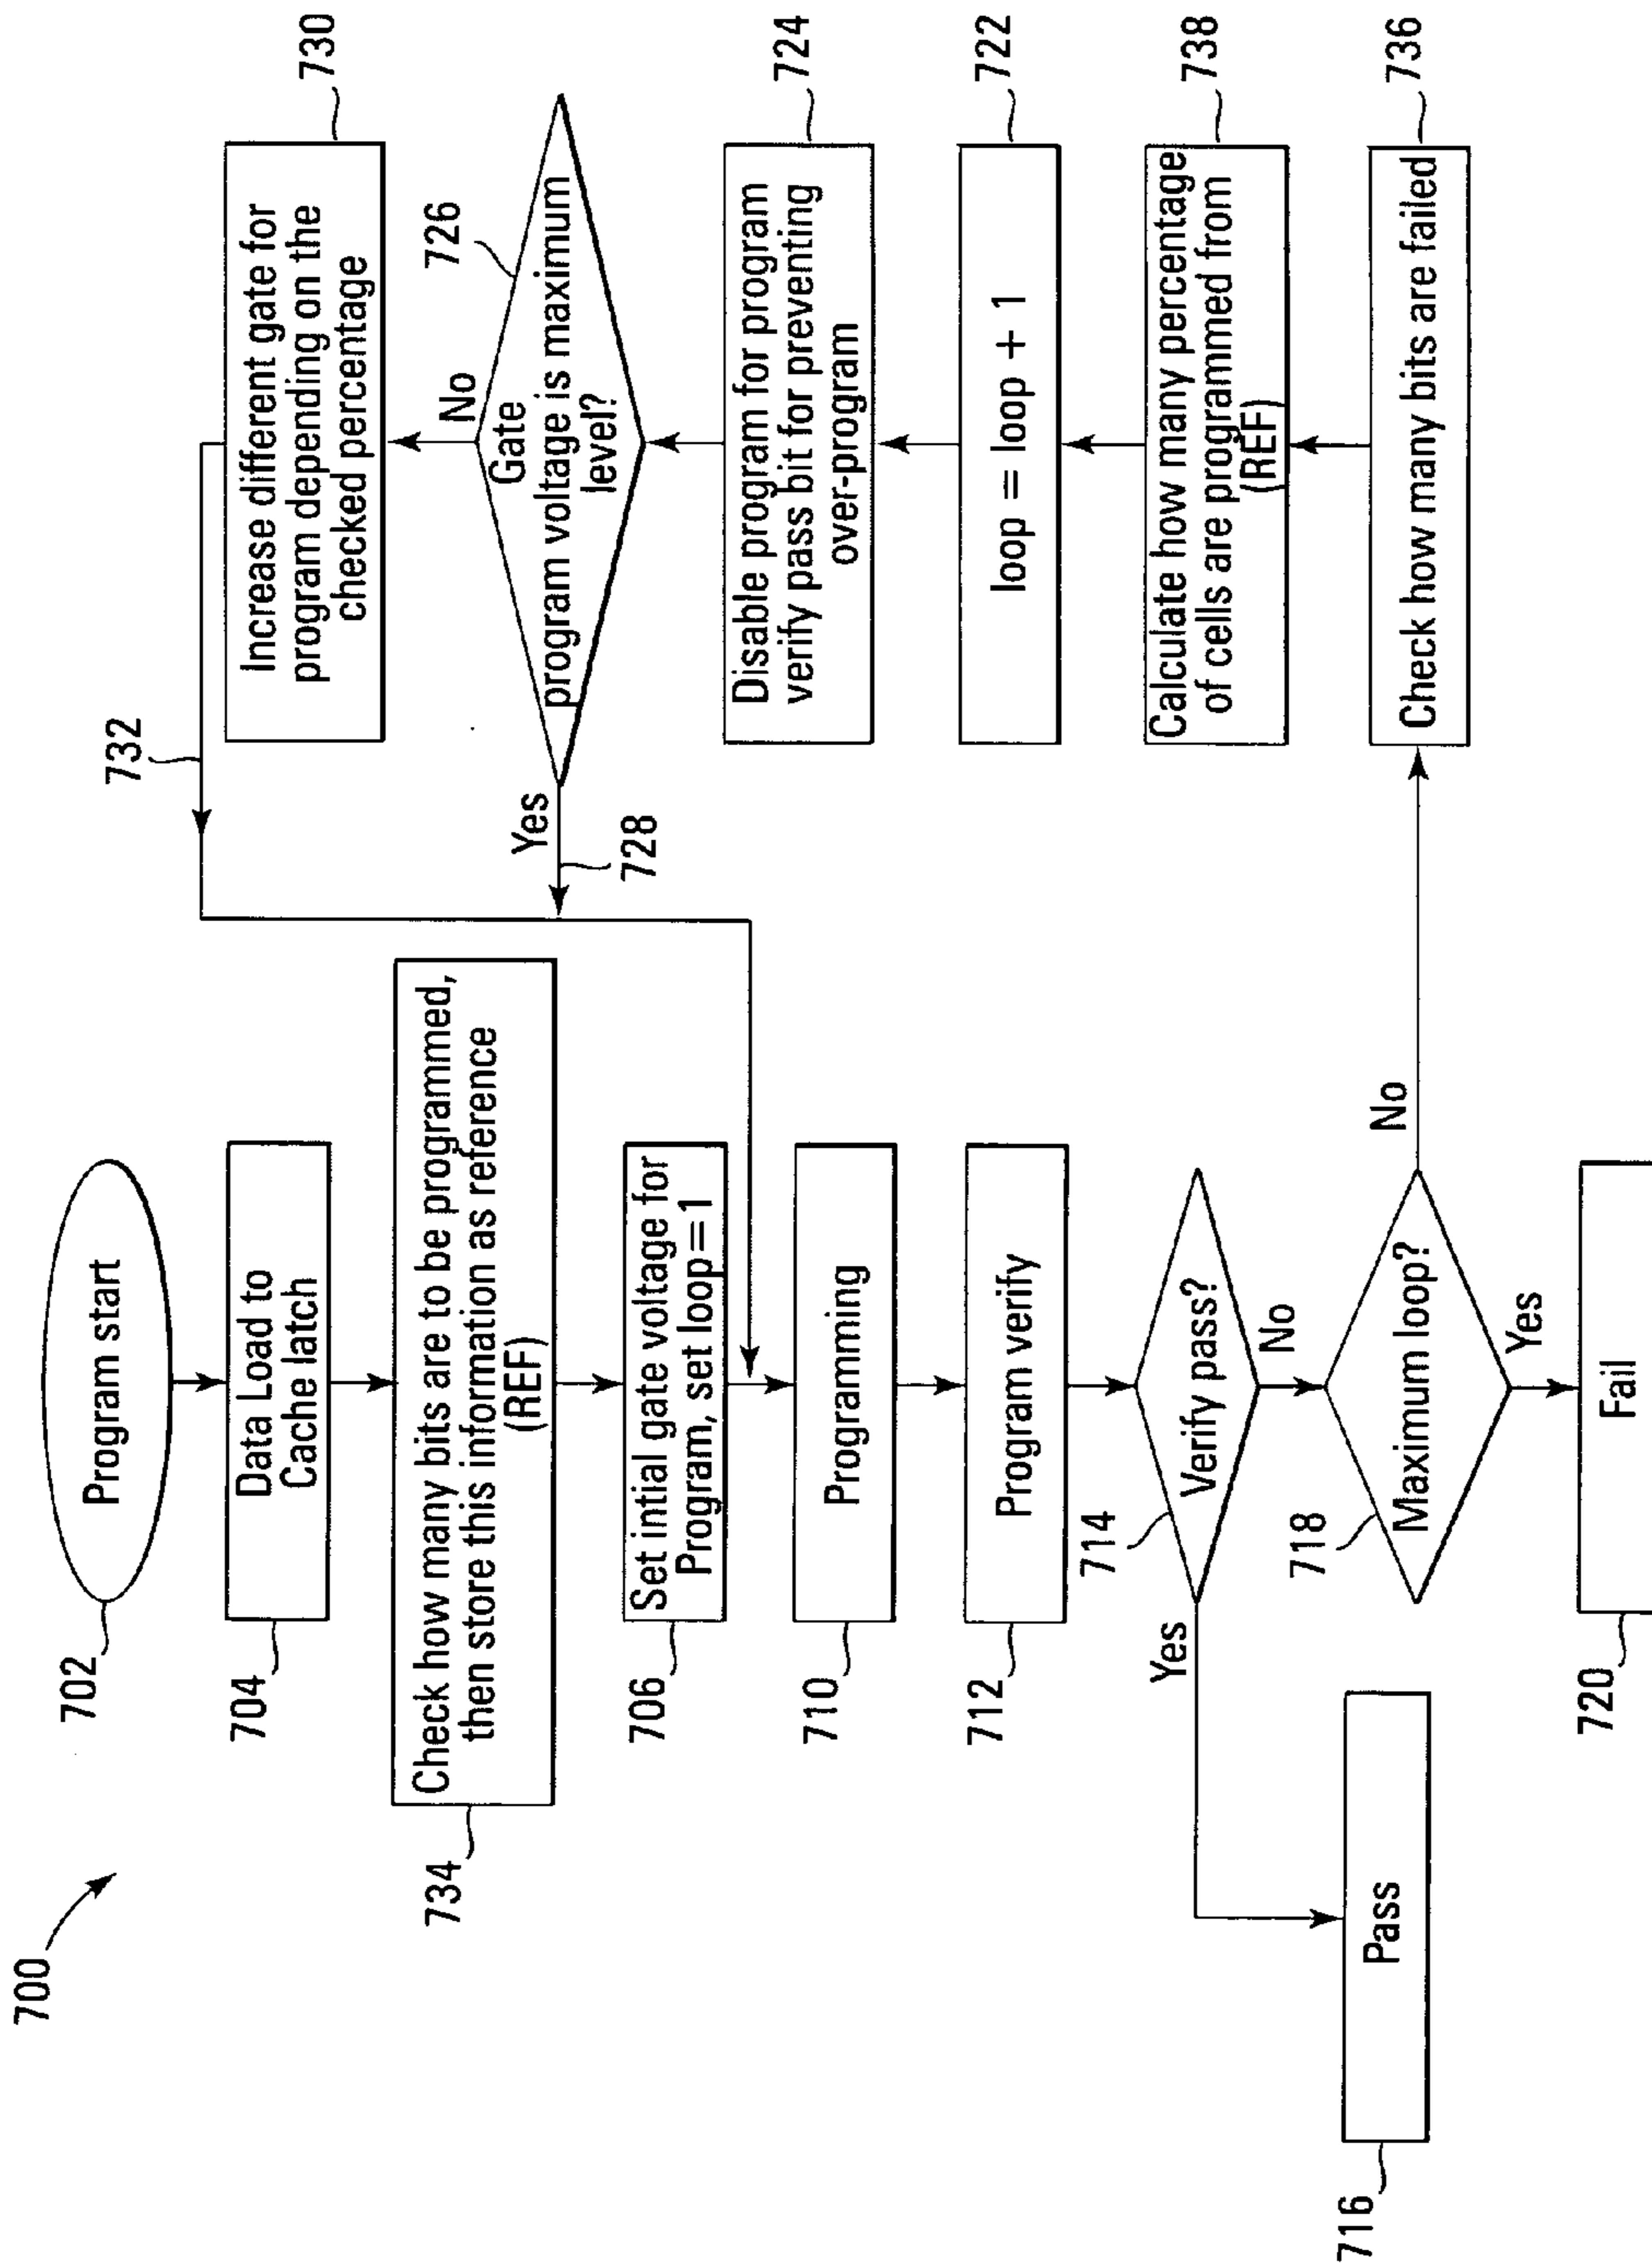 700
702
Program start
704
Data Load to
Cache latch
734
Check how many bits are to be programmed,
then store this information as reference
(REF)
706
Set intial gate voltage for
Program, set loop=1
710
Programming
712
Program verify
714
Verify pass?
Yes
No
716
Pass
718
Maximum loop?
No
Yes
720
Fail
736
Check how many bits are failed
738
Calculate how many percentage
of cells are programmed from
(REF)
722
loop = loop + 1
724
Disable program for program
verify pass bit for preventing
over-program
726
Gate
program voltage is maximum
level?
Yes
728
No
730
Increase different gate for
program depending on the
checked percentage
732